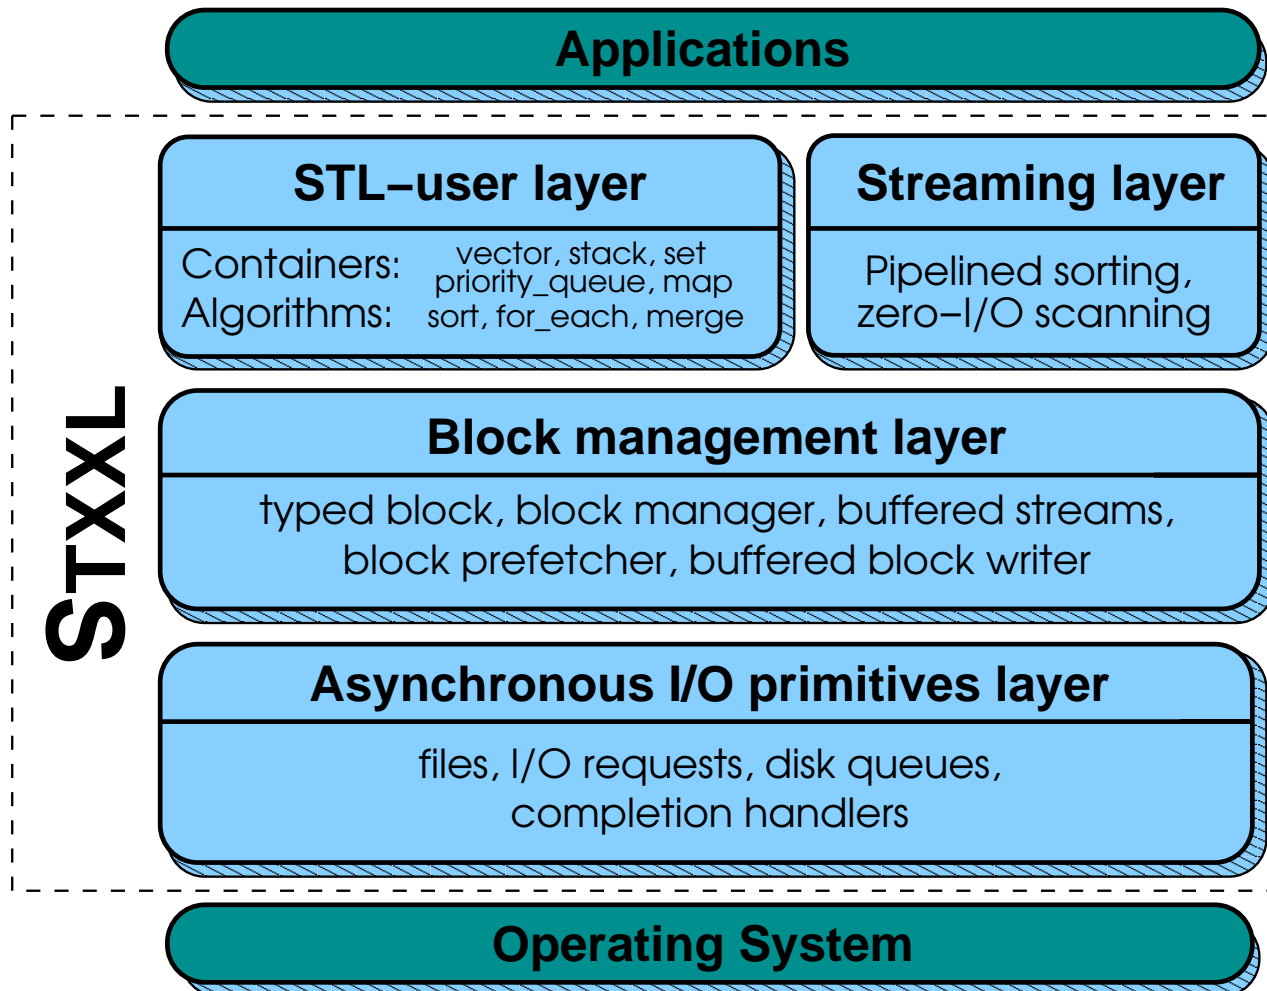 Applications
STL–user layer
Containers: vector, stack, set
priority_queue, map
Algorithms: sort, for_each, merge
Streaming layer
Pipelined sorting,
zero–I/O scanning
STXXL
Block management layer
typed block, block manager, buffered streams,
block prefetcher, buffered block writer
Asynchronous I/O primitives layer
files, I/O requests, disk queues,
completion handlers
Operating System